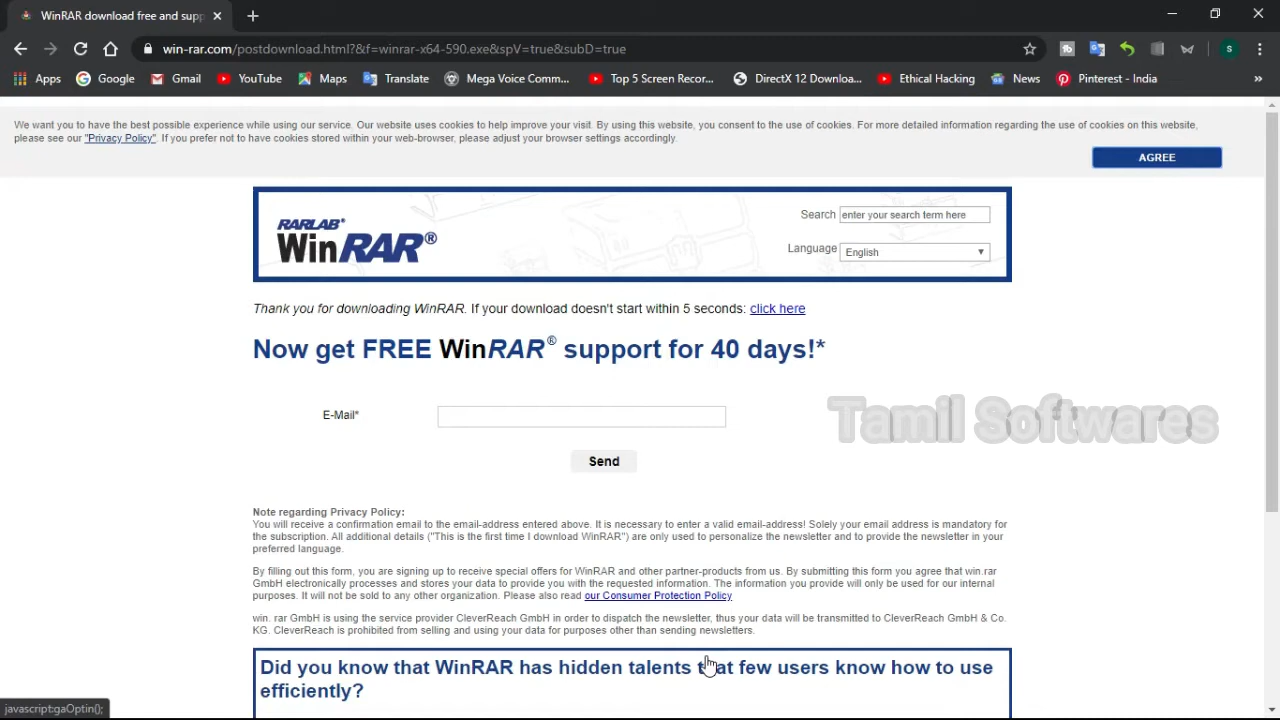 WinRAR download free and supp
win-rar.com/postdownload.html?&f=winrar-x64-590.exe&spV=true&subD=true
S
Apps Google Gmail YouTube Maps Translate Mega Voice Comm... Top 5 Screen Recor... DirectX 12 Downloa... Ethical Hacking News Pinterest - India »
We want you to have the best possible experience while using our service. Our website uses cookies to help improve your visit. By using this website, you consent to the use of cookies. For more detailed information regarding the use of cookies on this website,
please see our "Privacy Policy". If you prefer not to have cookies stored within your web-browser, please adjust your browser settings accordingly.
AGREE
RARLAB®
WinRAR®
Search enter your search term here
Language English
Thank you for downloading WinRAR. If your download doesn't start within 5 seconds: click here
Now get FREE WinRAR® support for 40 days!*
E-Mail*
Tamil Softwares
Send
Note regarding Privacy Policy:
You will receive a confirmation email to the email-address entered above. It is necessary to enter a valid email-address! Solely your email address is mandatory for
the subscription. All additional details ("This is the first time I download WinRAR") are only used to personalize the newsletter and to provide the newsletter in your
preferred language.
By filling out this form, you are signing up to receive special offers for WinRAR and other partner-products from us. By submitting this form you agree that win.rar
GmbH electronically processes and stores your data to provide you with the requested information. The information you provide will only be used for our internal
purposes. It will not be sold to any other organization. Please also read our Consumer Protection Policy
win. rar GmbH is using the service provider CleverReach GmbH in order to dispatch the newsletter, thus your data will be transmitted to CleverReach GmbH & Co.
KG. CleverReach is prohibited from selling and using your data for purposes other than sending newsletters.
Did you know that WinRAR has hidden talents that few users know how to use
efficiently?
javascript:gaOptin();